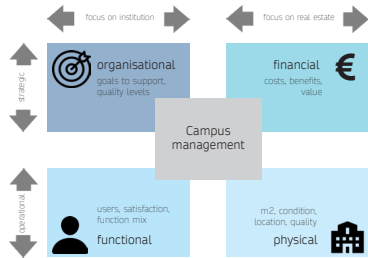 focus on institution
focus on real estate
strategic
organisational
goals to support,
quality levels
financial
costs, benefits,
value
€
Campus
management
operational
users, satisfaction,
function mix
functional
m2, condition,
location, quality
physical